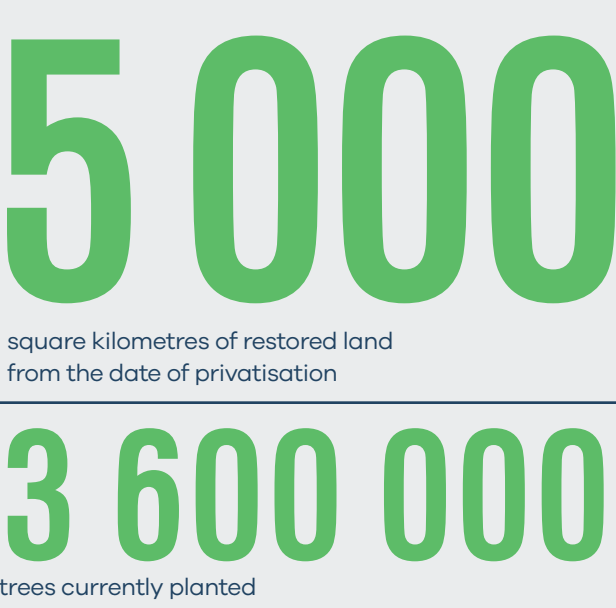 5 000
square kilometres of restored land
from the date of privatisation
3 600 000
trees currently planted